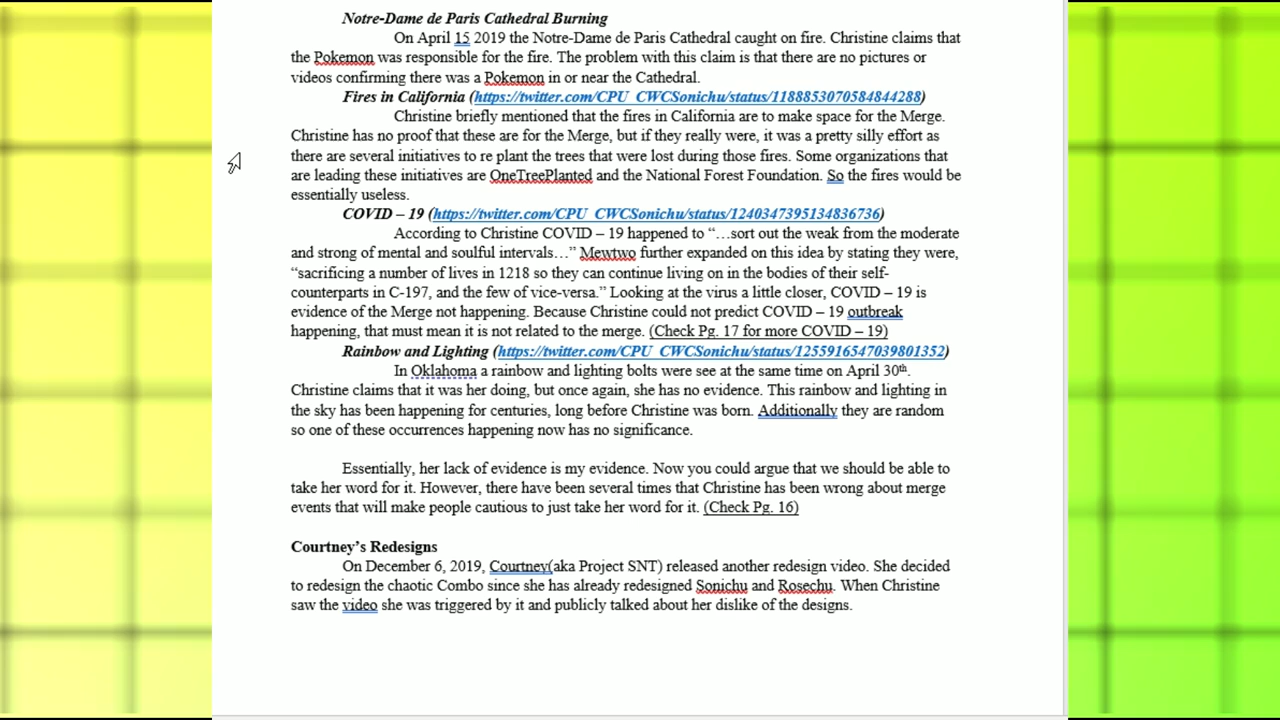 Notre-Dame de Paris Cathedral Burning
On April 15 2019 the Notre-Dame de Paris Cathedral caught on fire. Christine claims that
the Pokemon was responsible for the fire. The problem with this claim is that there are no pictures or
videos confirming there was a Pokemon in or near the Cathedral.
Fires in California (https://twitter.com/CPU_CWCSonichu/status/1188853070584844288)
Christine briefly mentioned that the fires in California are to make space for the Merge.
Christine has no proof that these are for the Merge, but if they really were, it was a pretty silly effort as
there are several initiatives to re plant the trees that were lost during those fires. Some organizations that
are leading these initiatives are OneTreePlanted and the National Forest Foundation. So the fires would be
essentially useless.
COVID – 19 (https://twitter.com/CPU_CWCSonichu/status/1240347395134836736)
According to Christine COVID – 19 happened to “…sort out the weak from the moderate
and strong of mental and soulful intervals…” Mewtwo further expanded on this idea by stating they were,
“sacrificing a number of lives in 1218 so they can continue living on in the bodies of their self-
counterparts in C-197, and the few of vice-versa.” Looking at the virus a little closer, COVID – 19 is
evidence of the Merge not happening. Because Christine could not predict COVID – 19 outbreak
happening, that must mean it is not related to the merge. (Check Pg. 17 for more COVID – 19)
Rainbow and Lighting (https://twitter.com/CPU_CWCSonichu/status/1255916547039801352)
In Oklahoma a rainbow and lighting bolts were see at the same time on April 30th.
Christine claims that it was her doing, but once again, she has no evidence. This rainbow and lighting in
the sky has been happening for centuries, long before Christine was born. Additionally they are random
so one of these occurrences happening now has no significance.
Essentially, her lack of evidence is my evidence. Now you could argue that we should be able to
take her word for it. However, there have been several times that Christine has been wrong about merge
events that will make people cautious to just take her word for it. (Check Pg. 16)
Courtney’s Redesigns
On December 6, 2019, Courtney(aka Project SNT) released another redesign video. She decided
to redesign the chaotic Combo since she has already redesigned Sonichu and Rosechu. When Christine
saw the video she was triggered by it and publicly talked about her dislike of the designs.